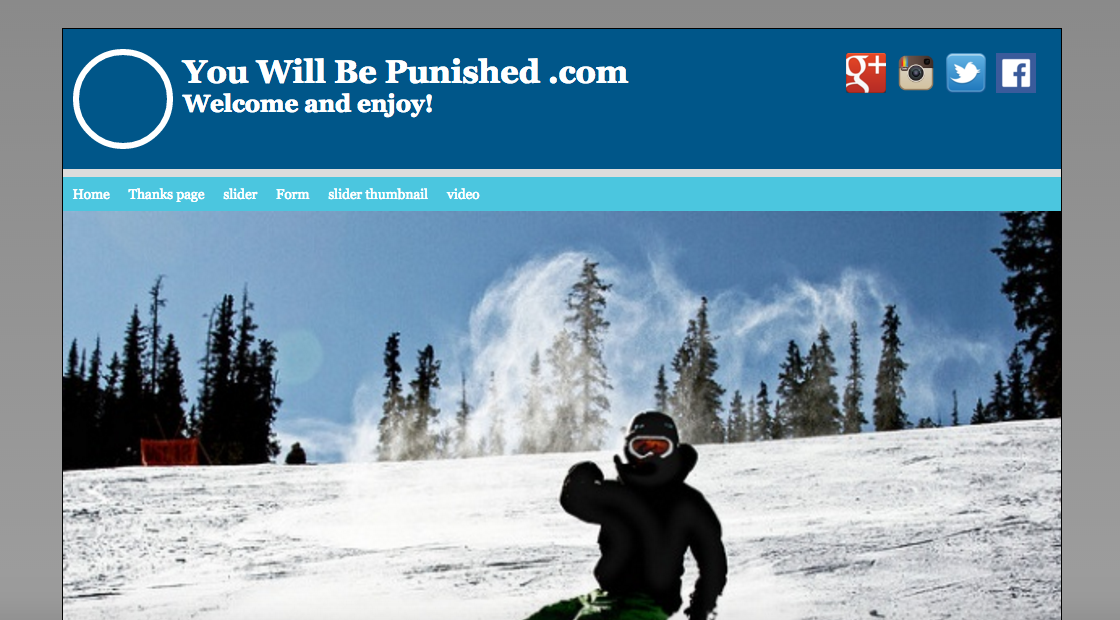 You Will Be Punished .com
Welcome and enjoy!
g+
Home Thanks page slider Form slider thumbnail video